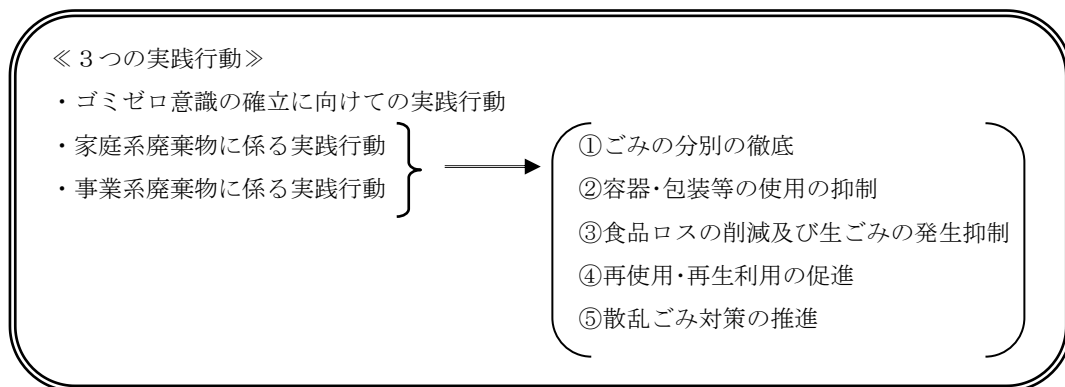 ≪３つの実践行動≫
・ゴミゼロ意識の確立に向けての実践行動
・家庭系廃棄物に係る実践行動
・事業系廃棄物に係る実践行動
①ごみの分別の徹底
②容器･包装等の使用の抑制
③食品ロスの削減及び生ごみの発生抑制
④再使用･再生利用の促進
⑤散乱ごみ対策の推進